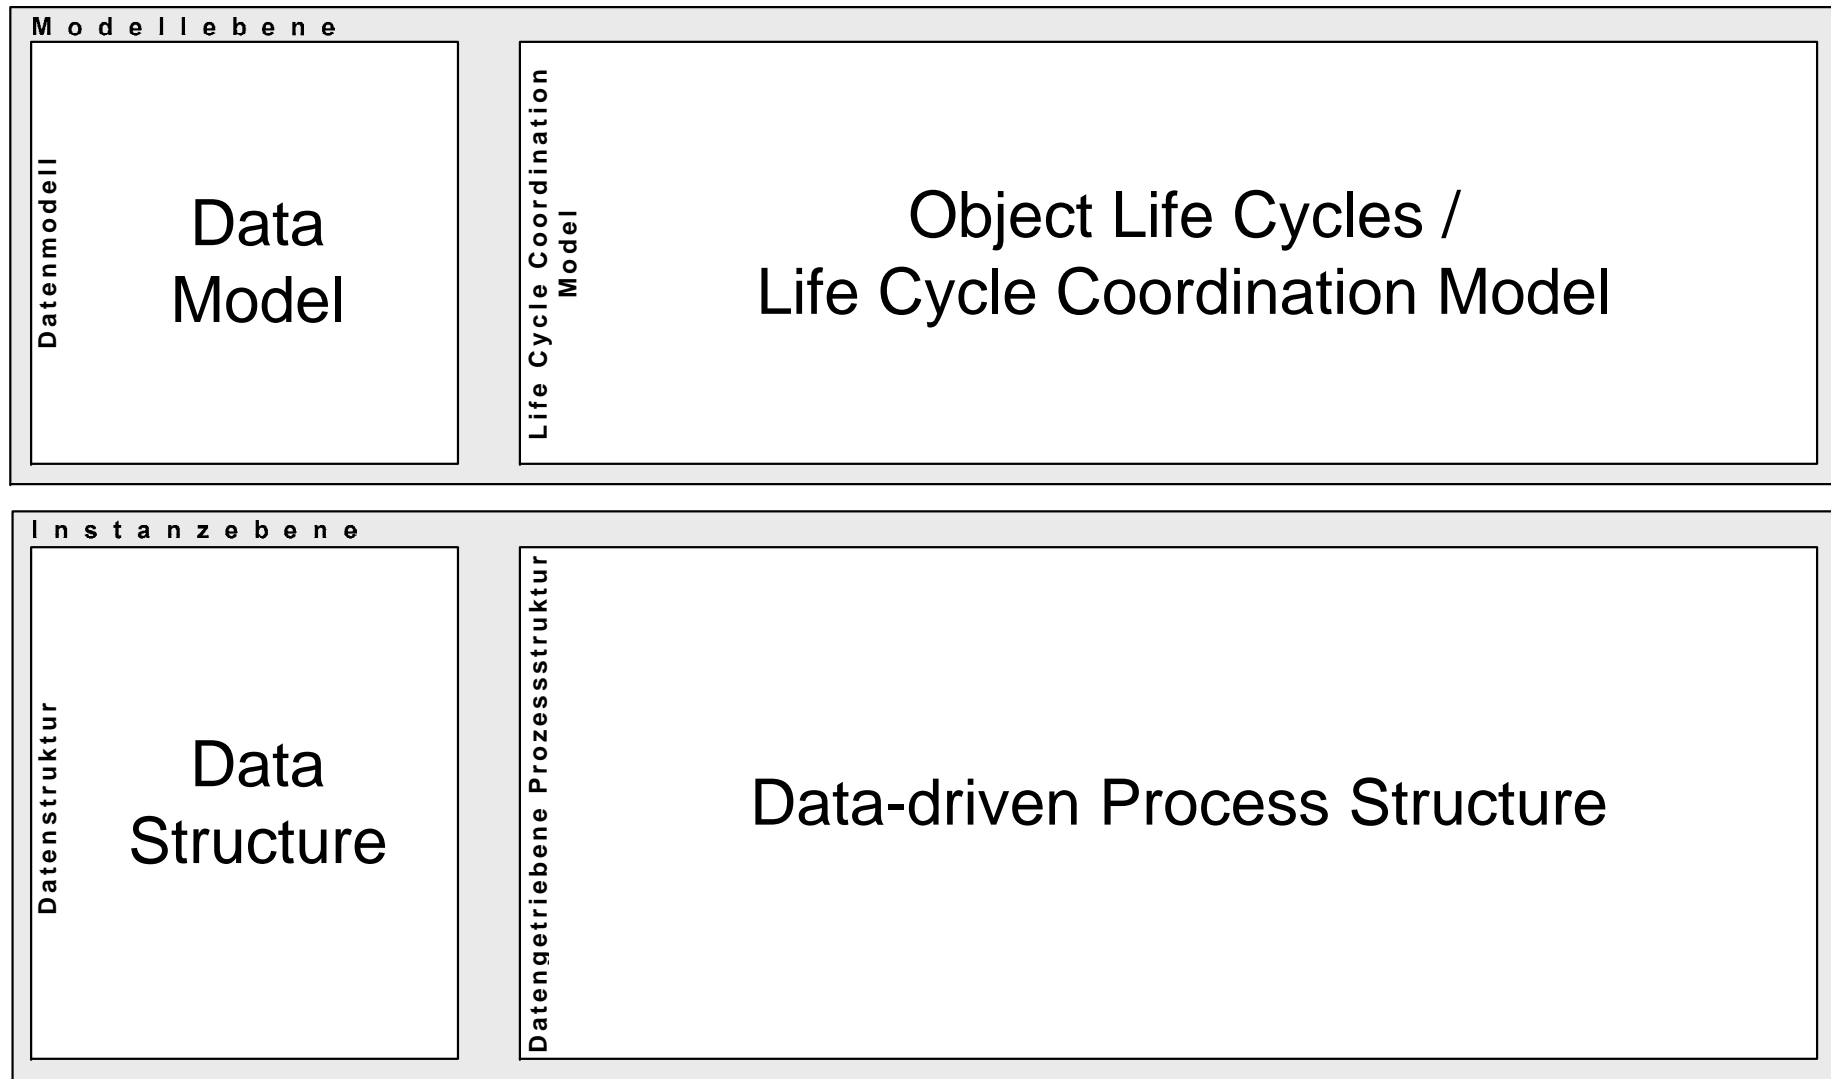 Modellebene
Datenmodell
Data
Model
Life Cycle Coordination
Model
Object Life Cycles /
Life Cycle Coordination Model
Instanzebene
Datenstruktur
Data
Structure
Datengetriebene Prozessstruktur
Data-driven Process Structure